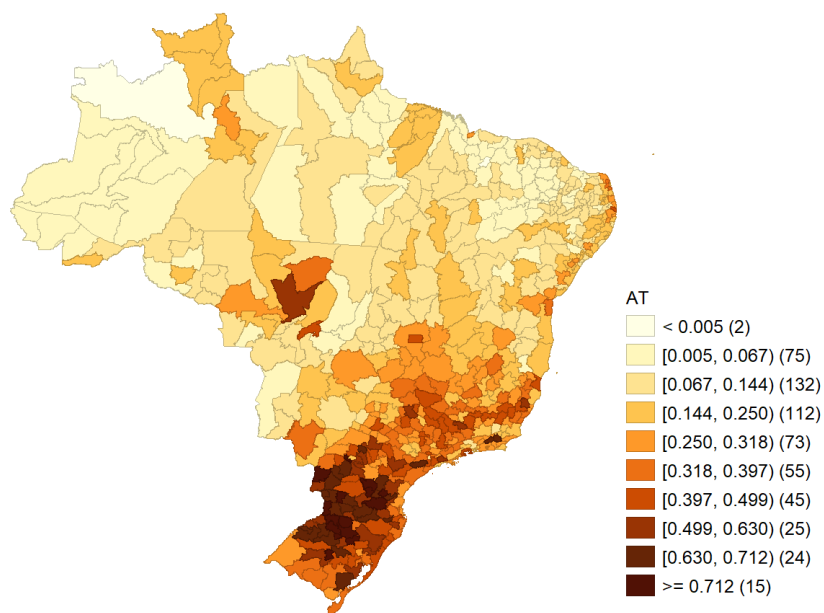 AT
< 0.005 (2)
[0.005, 0.067) (75)
[0.067, 0.144) (132)
[0.144, 0.250) (112)
[0.250, 0.318) (73)
[0.318, 0.397) (55)
[0.397, 0.499) (45)
[0.499, 0.630) (25)
[0.630, 0.712) (24)
>= 0.712 (15)